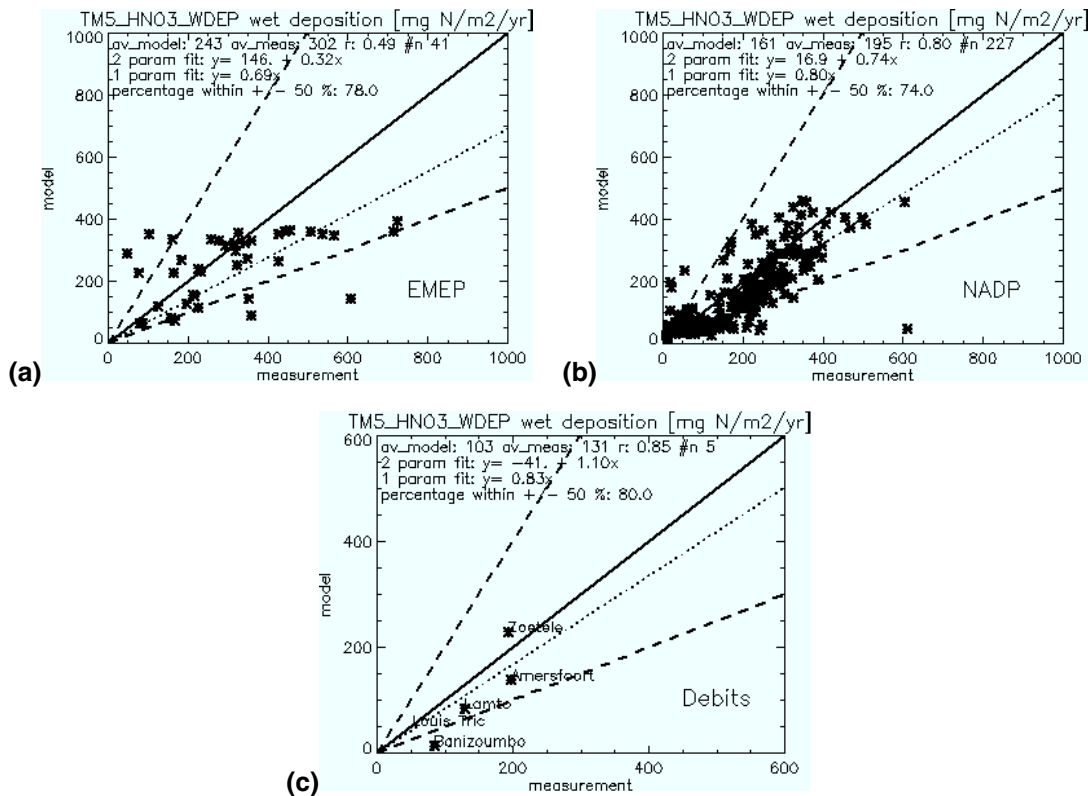 TM5_HNO3_WDEP wet deposition [mg N/m2/yr]
av_model: 243 av_meas: 302 r: 0.49 #n 41
2 param fit: y= 146. + 0.32x
1 param fit: y= 0.69x
percentage within +/- 50 %: 78.0
1000
800
600
400
200
0
model
EMEP
0 200 400 600 800 1000
measurement
(a)
TM5_HNO3_WDEP wet deposition [mg N/m2/yr]
av_model: 161 av_meas: 195 r: 0.80 #n 227
2 param fit: y= 16.9 + 0.74x
1 param fit: y= 0.80x
percentage within +/- 50 %: 74.0
1000
800
600
400
200
0
model
NADP
0 200 400 600 800 1000
measurement
(b)
TM5_HNO3_WDEP wet deposition [mg N/m2/yr]
av_model: 103 av_meas: 131 r: 0.85 #n 5
2 param fit: y= -41. + 1.10x
1 param fit: y= 0.83x
percentage within +/- 50 %: 80.0
600
400
200
0
model
Zoetele
Amersfoort
Lamto
Louis Tric
Banizoumbo
Debits
0 200 400 600
measurement
(c)